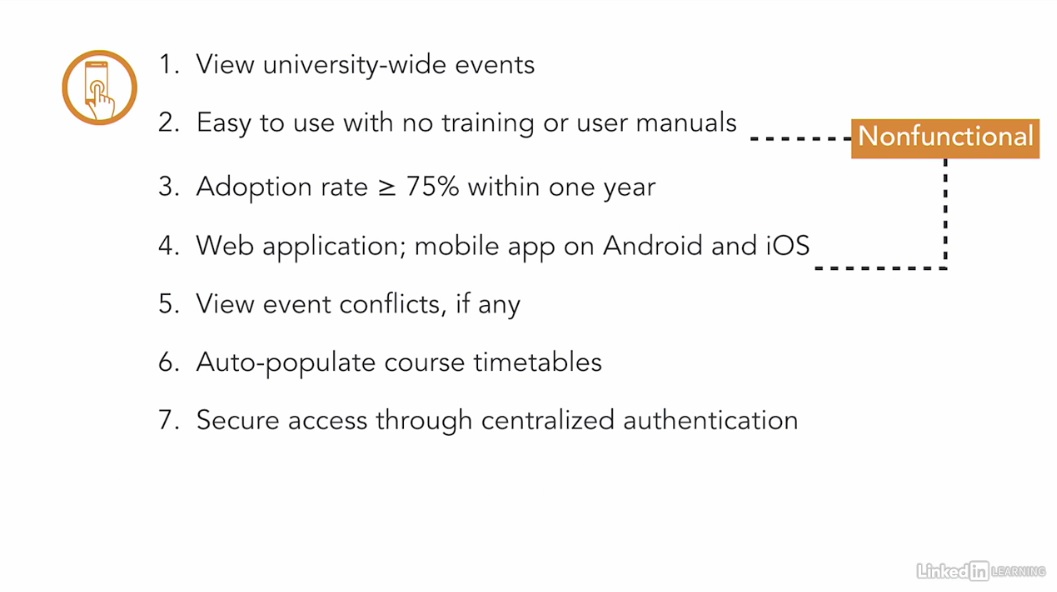 1. View university-wide events
2. Easy to use with no training or user manuals
Nonfunctional
3. Adoption rate ≥ 75% within one year
4. Web application; mobile app on Android and iOS
5. View event conflicts, if any
6. Auto-populate course timetables
7. Secure access through centralized authentication
Linked in LEARNING